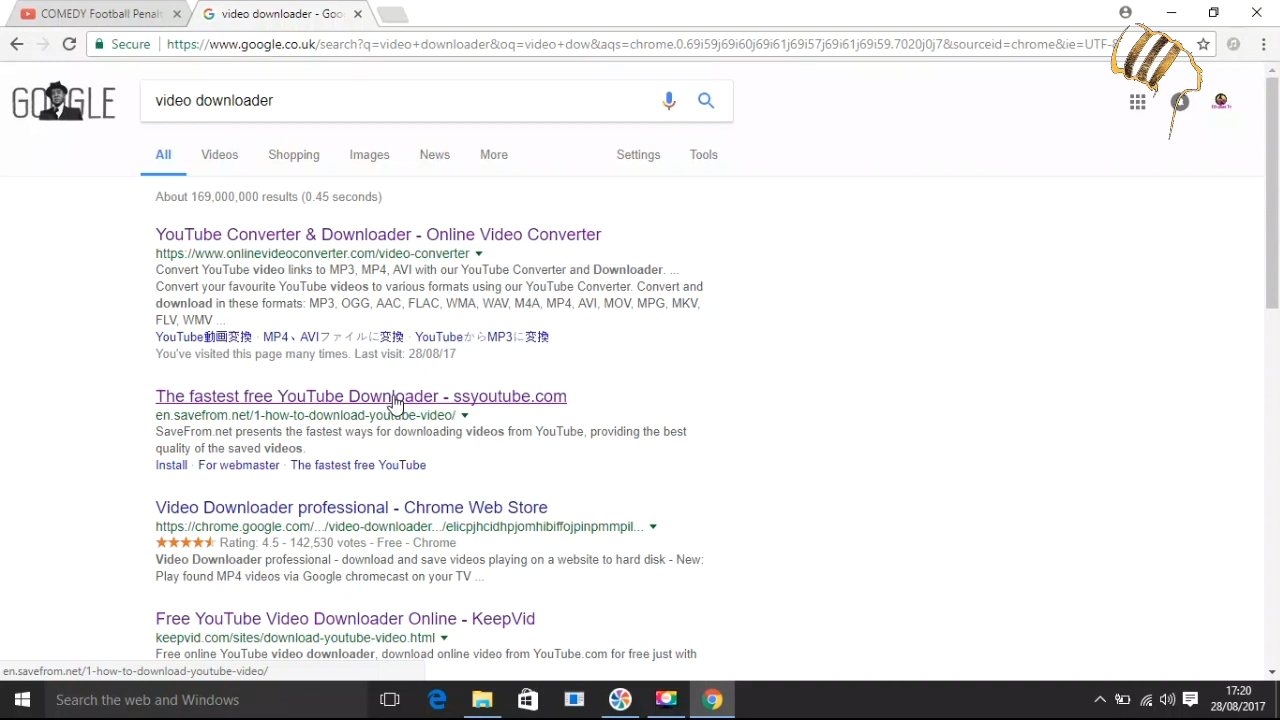 COMEDY Football Penal
video downloader - Goo
Secure
https://www.google.co.uk/search?q=video+downloader&oq=video+dow&aqs=chrome.0.69i59j69i60j69i61j69i57j69i61j69i59.7020j0j7&sourceid=chrome&ie=UTF-
GOOGLE
video downloader
All Videos Shopping Images News More Settings Tools
About 169,000,000 results (0.45 seconds)
YouTube Converter & Downloader - Online Video Converter
https://www.onlinevideoconverter.com/video-converter
Convert YouTube video links to MP3, MP4, AVI with our YouTube Converter and Downloader. ...
Convert your favourite YouTube videos to various formats using our YouTube Converter. Convert and
download in these formats: MP3, OGG, AAC, FLAC, WMA, WAV, M4A, MP4, AVI, MOV, MPG, MKV,
FLV, WMV ...
YouTube動画変換 · MP4、AVIファイルに変換 · YouTubeからMP3に変換
You've visited this page many times. Last visit: 28/08/17
The fastest free YouTube Downloader - ssyoutube.com
en.savefrom.net/1-how-to-download-youtube-video/
SaveFrom.net presents the fastest ways for downloading videos from YouTube, providing the best
quality of the saved videos.
Install · For webmaster · The fastest free YouTube
Video Downloader professional - Chrome Web Store
https://chrome.google.com/.../video-downloader.../elicpjhcidhpjomhibiffojpinpmmpil...
Rating: 4.5 - 142,530 votes - Free - Chrome
Video Downloader professional - download and save videos playing on a website to hard disk - New:
Play found MP4 videos via Google chromecast on your TV ...
Free YouTube Video Downloader Online - KeepVid
keepvid.com/sites/download-youtube-video.html
Free online YouTube video downloader, download online video from YouTube.com for free just with
en.savefrom.net/1-how-to-download-youtube-video/
Search the web and Windows
17:20
28/08/2017